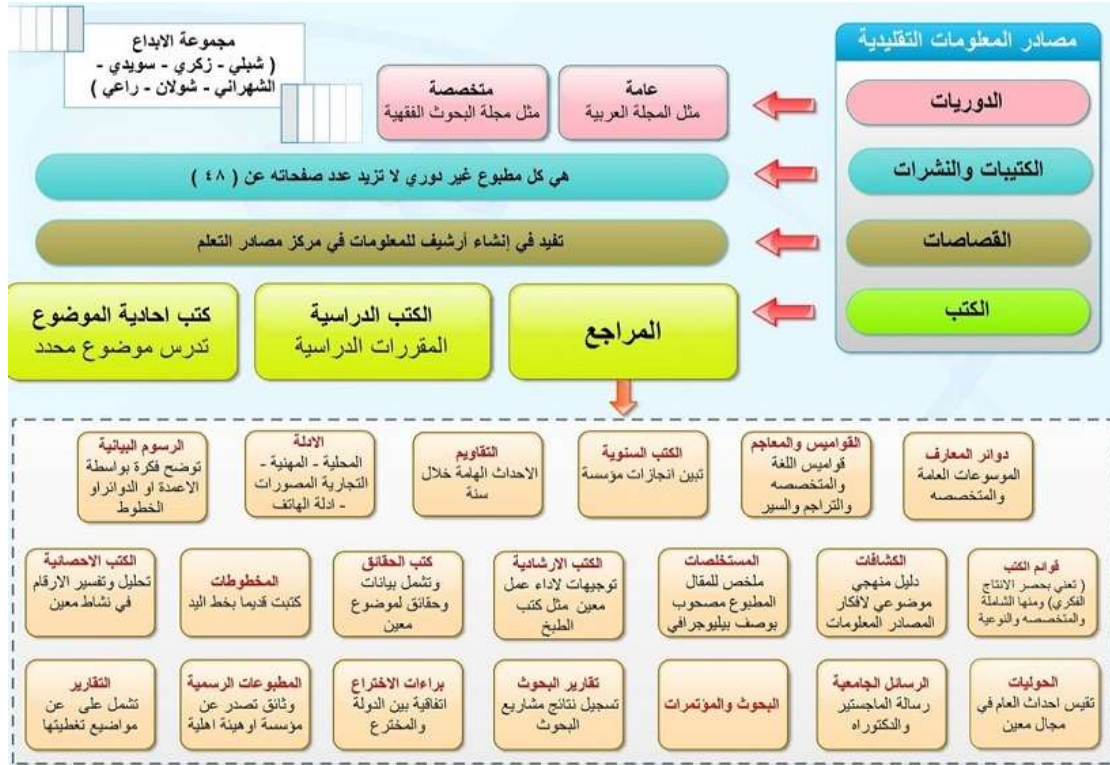 مجموعة الابداع
( شبلي - زكري - سويدي -
الشهراني - شولان - راعي )
مصادر المعلومات التقليدية
الدوريات
عامة
مثل المجلة العربية
متخصصة
مثل مجلة البحوث الفقهية
الكتيبات والنشرات
هي كل مطبوع غير دوري لا تزيد عدد صفحاته عن ( ٤٨ )
القصاصات
تفيد في إنشاء أرشيف للمعلومات في مركز مصادر التعلم
الكتب
المراجع
الكتب الدراسية
المقررات الدراسية
كتب احادية الموضوع
تدرس موضوع محدد
دوائر المعارف
الموسوعات العامة
والمتخصصه
القواميس والمعاجم
قواميس اللغة
والمتخصصه
والتراجم والسير
الكتب السنوية
تبين انجازات مؤسسة
التقاويم
الاحداث الهامة خلال
سنة
الادلة
المحلية - المهنية -
التجارية المصورات
- ادلة الهاتف
الرسوم البيانية
توضح فكرة بواسطة
الاعمدة او الدوائراو
الخطوط
قوائم الكتب
( تعني بحصر الانتاج
الفكري) ومنها الشاملة
والمتخصصه والنوعية
الكشافات
دليل منهجي
موضوعي لافكار
المصادر المعلومات
المستخلصات
ملخص للمقال
المطبوع مصحوب
بوصف بيليوجرافي
الكتب الارشادية
توجيهات لاداء عمل
معين مثل كتب
الطبخ
كتب الحقائق
وتشمل بيانات
وحقائق لموضوع
معين
المخطوطات
كتبت قديما بخط اليد
الكتب الاحصائية
تحليل وتفسير الارقام
في نشاط معين
الحوليات
تقيس احداث العام في
مجال معين
الرسائل الجامعية
رسالة الماجستير
والدكتوراه
البحوث والمؤتمرات
تقارير البحوث
تسجيل نتائج مشاريع
البحوث
براءات الاختراع
اتفاقية بين الدولة
والمخترع
المطبوعات الرسمية
وثائق تصدر عن
مؤسسة او هيئة اهلية
التقارير
تشمل على عن
مواضيع تغطيتها